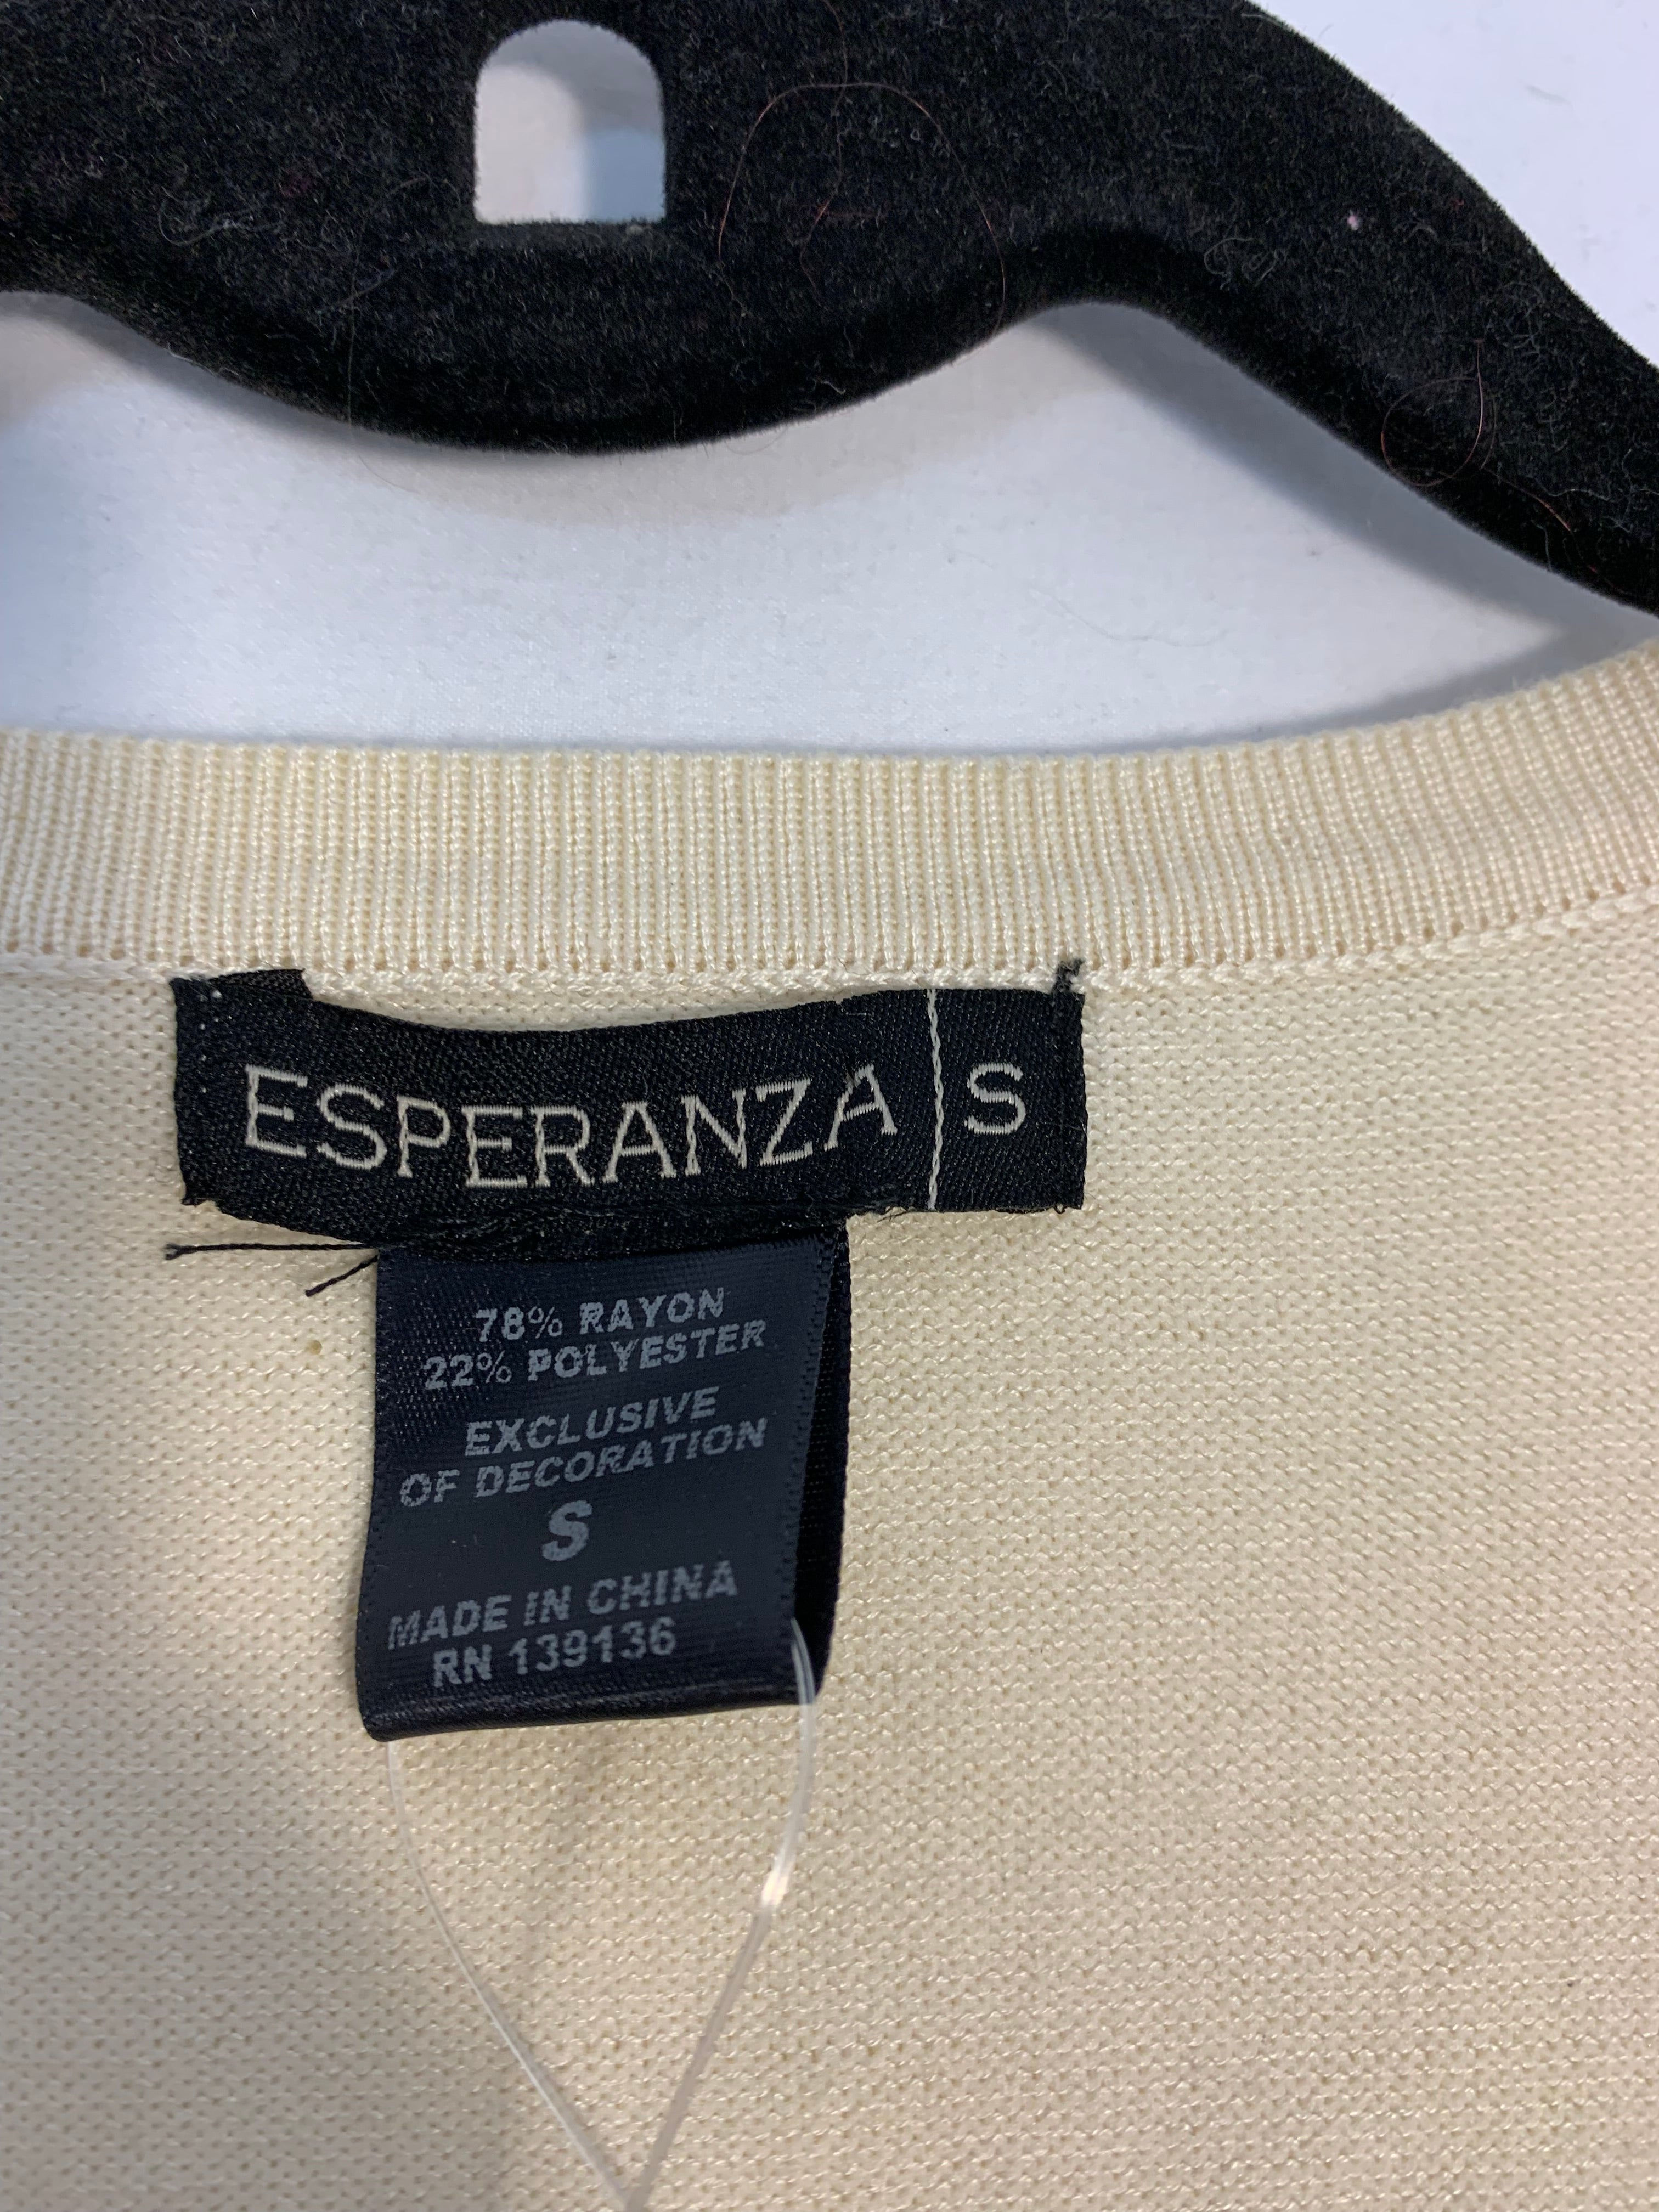 ESPERANZA S
78% RAYON
22% POLYESTER
EXCLUSIVE
OF DECORATION
S
MADE IN CHINA
RN 139136